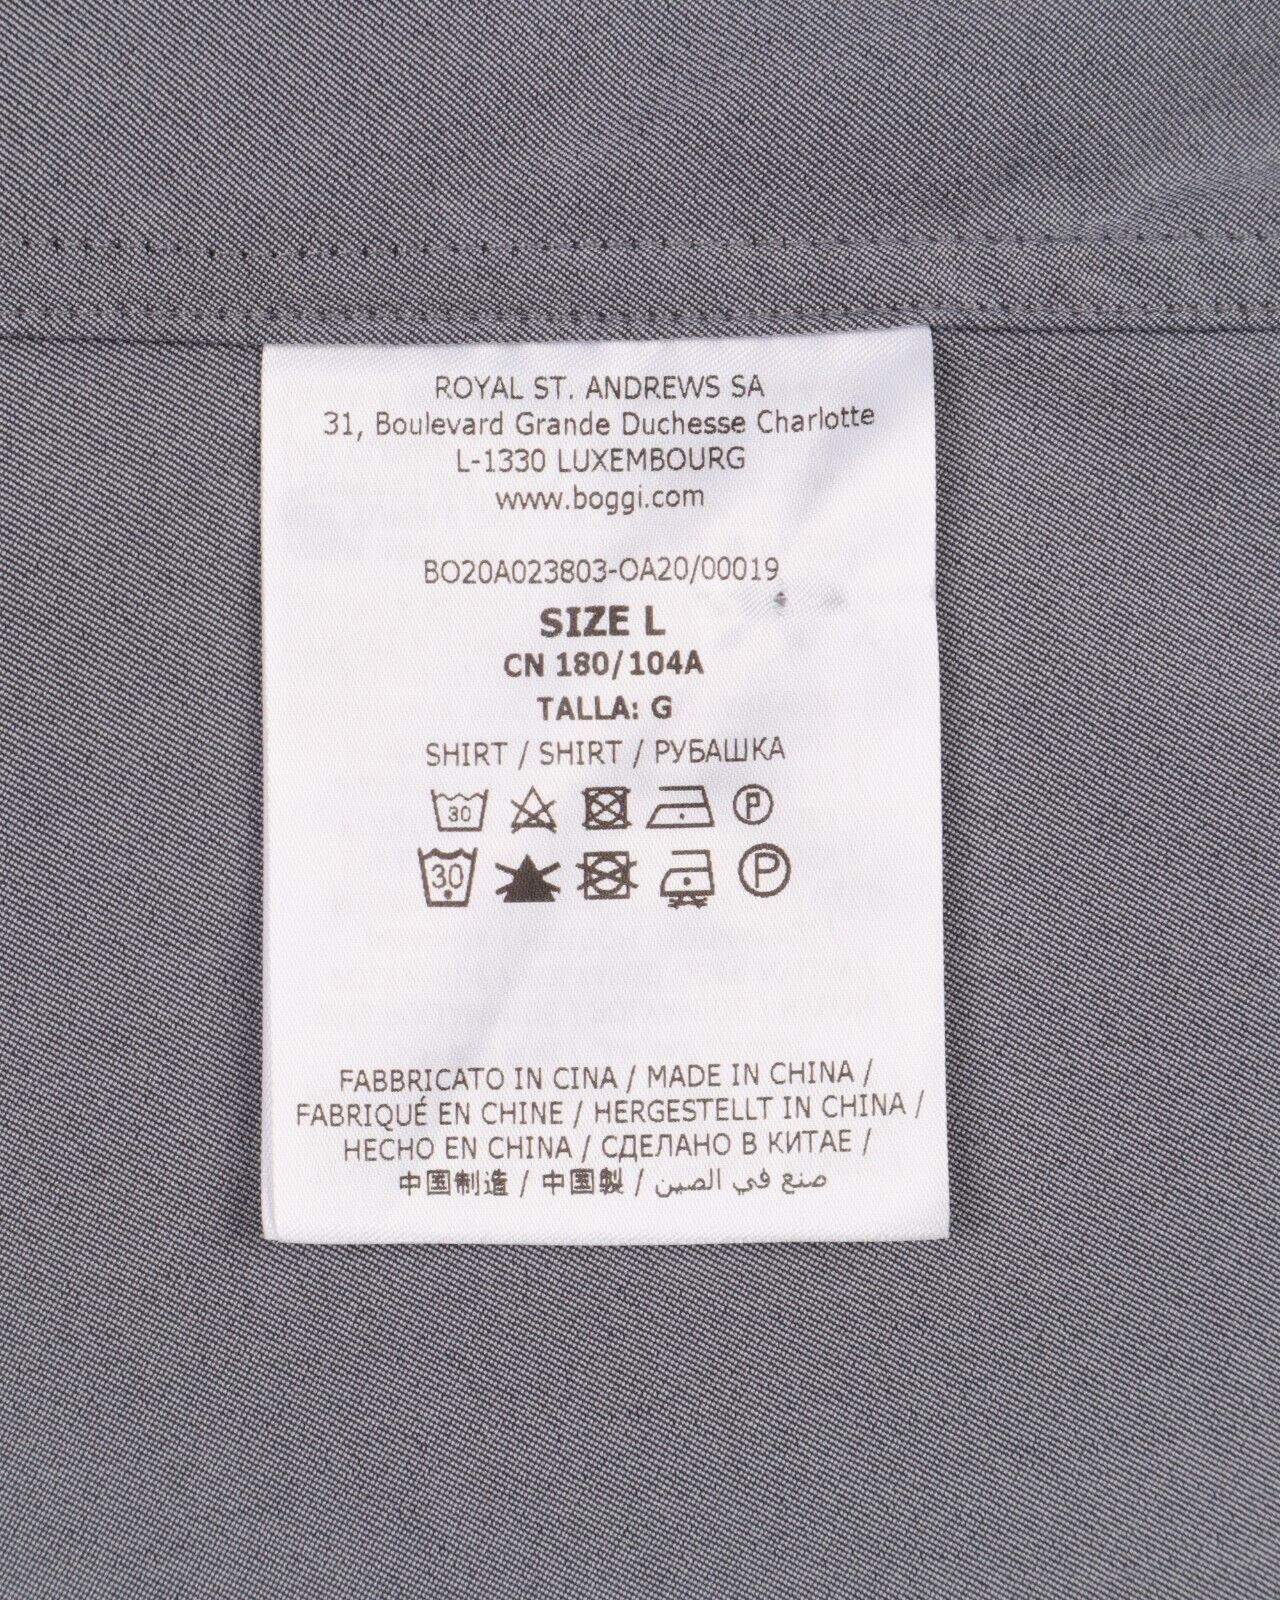 ROYAL ST. ANDREWS SA
31, Boulevard Grande Duchesse Charlotte
L-1330 LUXEMBOURG
www.boggi.com
BO20A023803-OA20/00019
SIZE L
CN 180/104A
TALLA: G
SHIRT / SHIRT / РУБАШКА
30 P
30 P
FABBRICATO IN CINA / MADE IN CHINA /
FABRIQUÉ EN CHINE / HERGESTELLT IN CHINA /
HECHO EN CHINA / СДЕЛАНО В КИТАЕ /
中国制造 / 中国製 / صنع في الصين